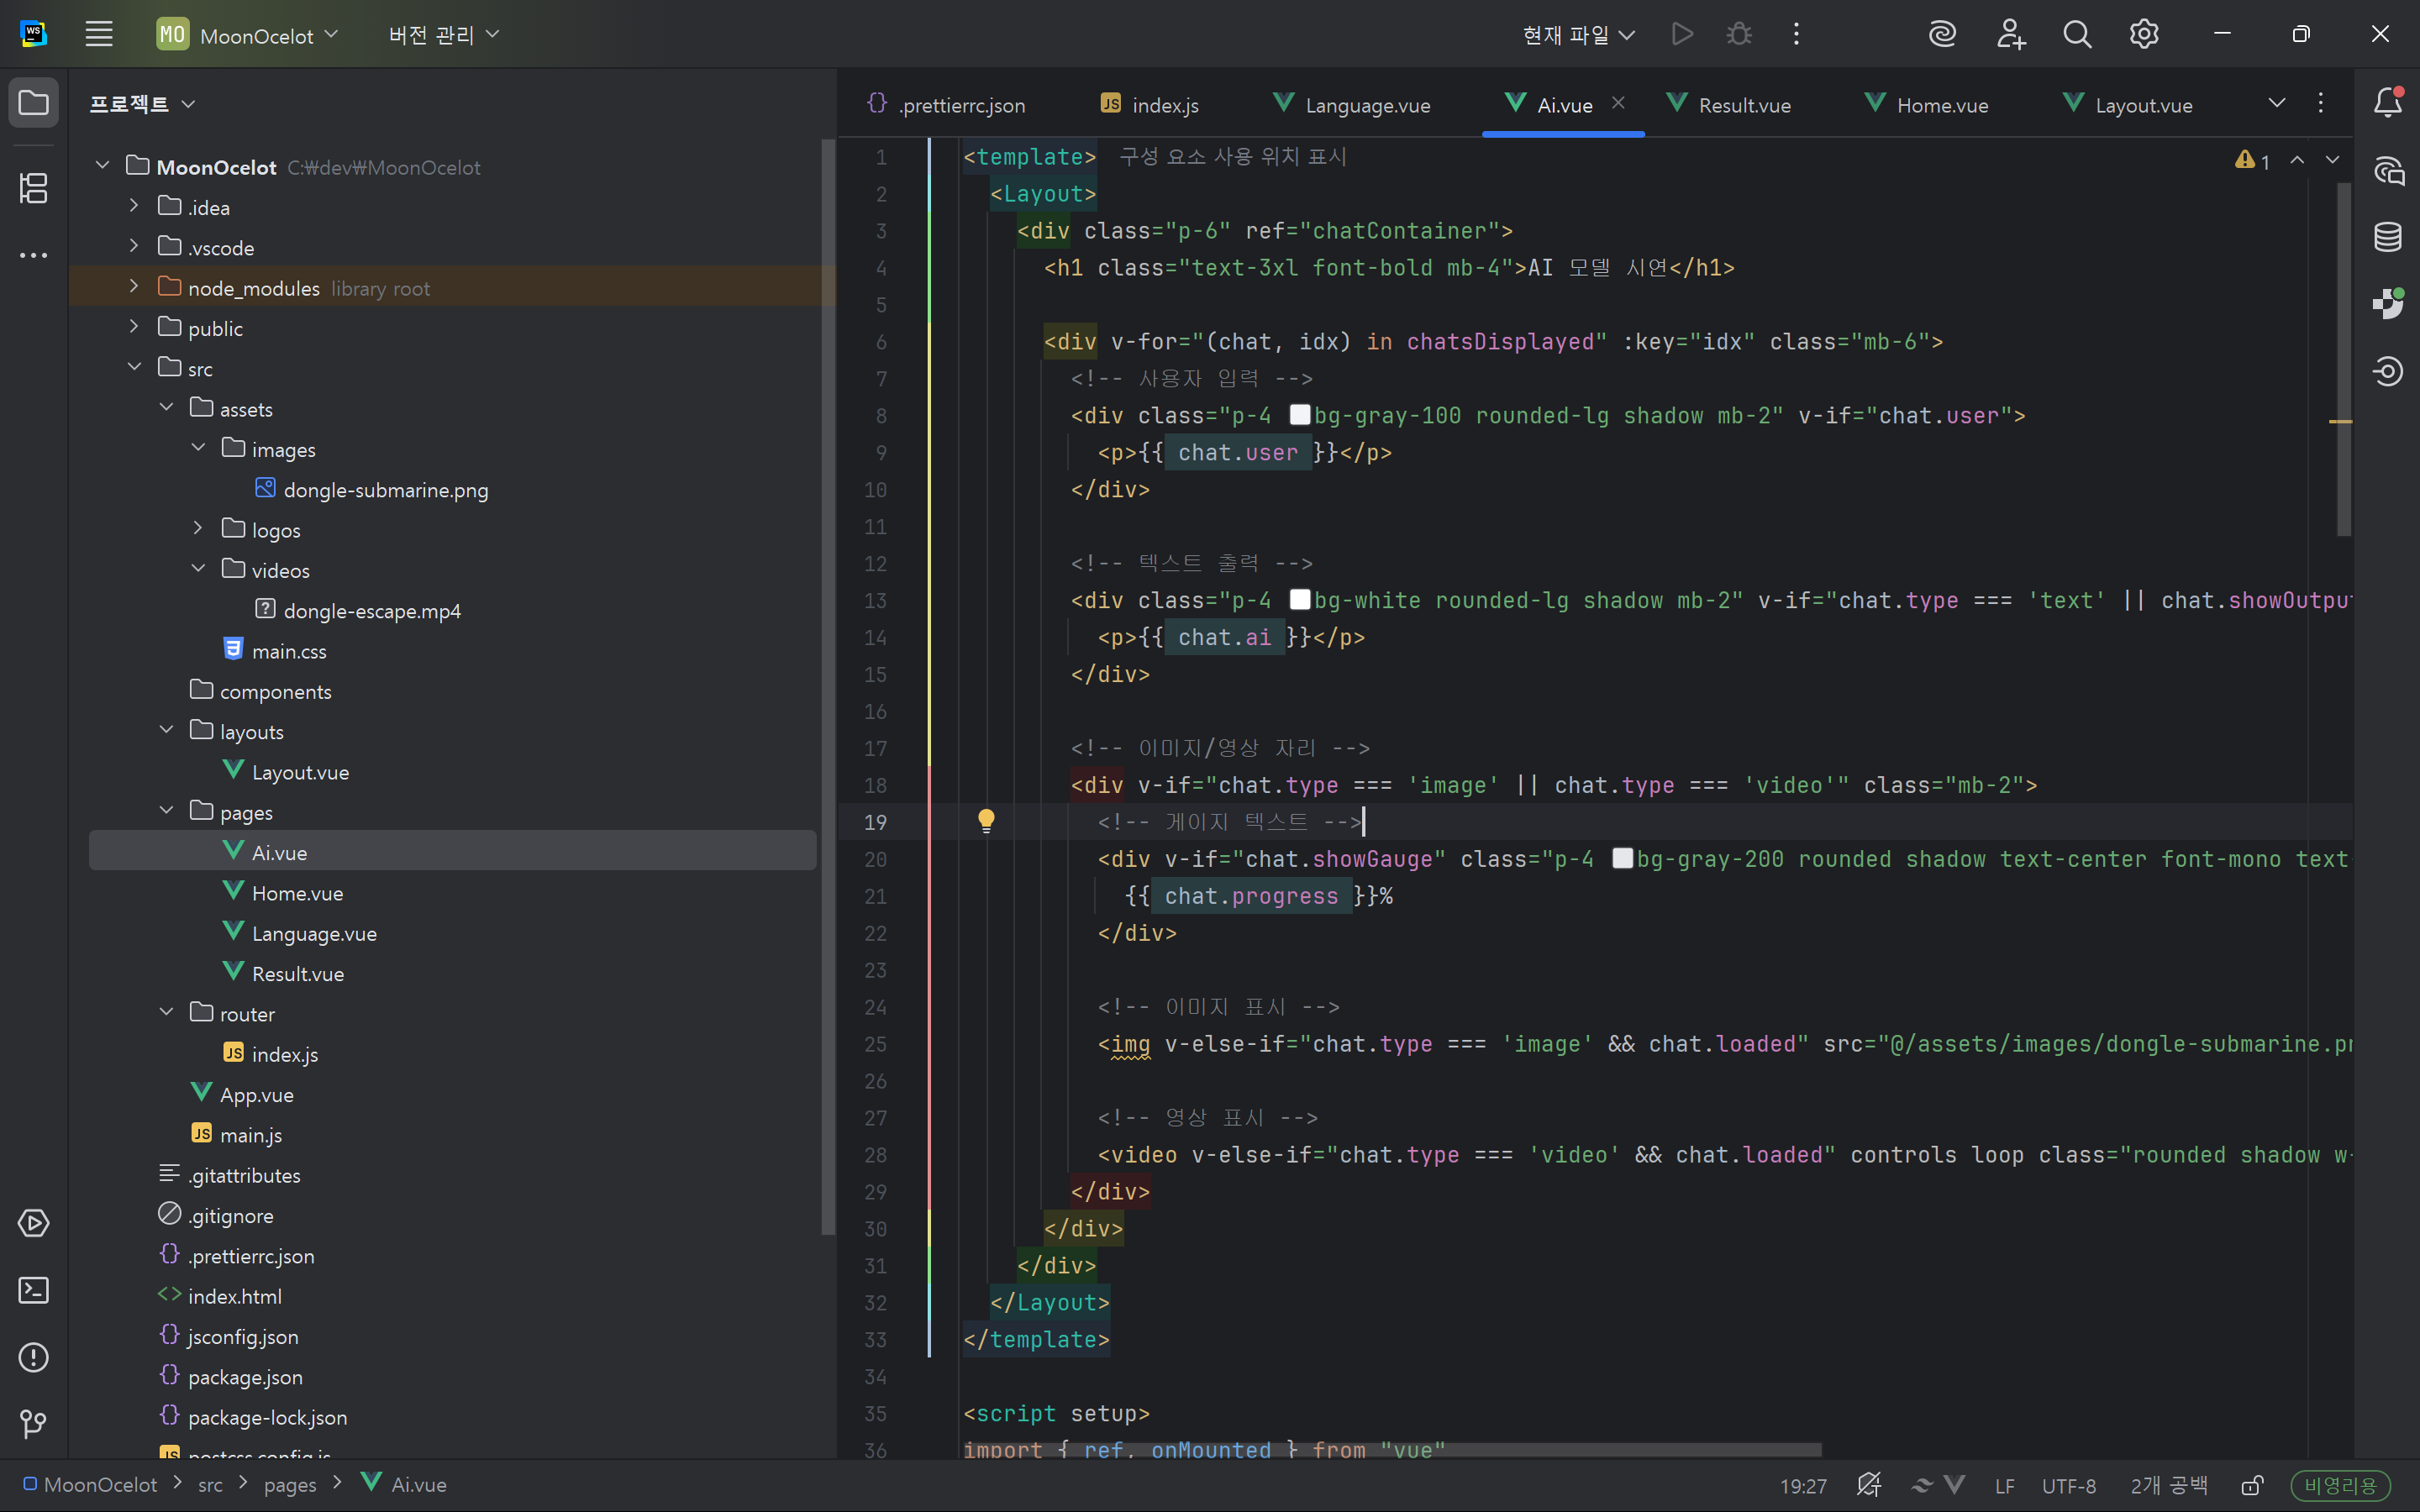 WS
MO MoonOcelot 버전 관리 현재 파일
프로젝트
MoonOcelot C:₩dev₩MoonOcelot
.idea
.vscode
node_modules library root
public
src
assets
images
dongle-submarine.png
logos
videos
dongle-escape.mp4
main.css
components
layouts
Layout.vue
pages
Ai.vue
Home.vue
Language.vue
Result.vue
router
JS index.js
App.vue
JS main.js
.gitattributes
.gitignore
.prettierrc.json
index.html
jsconfig.json
package.json
package-lock.json
JS postcss.config.js
.prettierrc.json JS index.js Language.vue Ai.vue Result.vue Home.vue Layout.vue
1 <template> 구성 요소 사용 위치 표시
1
2 <Layout>
3 <div class="p-6" ref="chatContainer">
4 <h1 class="text-3xl font-bold mb-4">AI 모델 시연</h1>
5
6 <div v-for="(chat, idx) in chatsDisplayed" :key="idx" class="mb-6">
7 <!-- 사용자 입력 -->
8 <div class="p-4 bg-gray-100 rounded-lg shadow mb-2" v-if="chat.user">
9 <p>{{ chat.user }}</p>
10 </div>
11
12 <!-- 텍스트 출력 -->
13 <div class="p-4 bg-white rounded-lg shadow mb-2" v-if="chat.type === 'text' || chat.showOutput
14 <p>{{ chat.ai }}</p>
15 </div>
16
17 <!-- 이미지/영상 자리 -->
18 <div v-if="chat.type === 'image' || chat.type === 'video'" class="mb-2">
19 <!-- 게이지 텍스트 -->
20 <div v-if="chat.showGauge" class="p-4 bg-gray-200 rounded shadow text-center font-mono text
21 {{ chat.progress }}%
22 </div>
23
24 <!-- 이미지 표시 -->
25 <img v-else-if="chat.type === 'image' && chat.loaded" src="@/assets/images/dongle-submarine.pn
26
27 <!-- 영상 표시 -->
28 <video v-else-if="chat.type === 'video' && chat.loaded" controls loop class="rounded shadow w-
29 </div>
30 </div>
31 </div>
32 </Layout>
33 </template>
34
35 <script setup>
36 import { ref, onMounted } from "vue"
MoonOcelot > src > pages > Ai.vue 19:27 LF UTF-8 2개 공백 비영리용